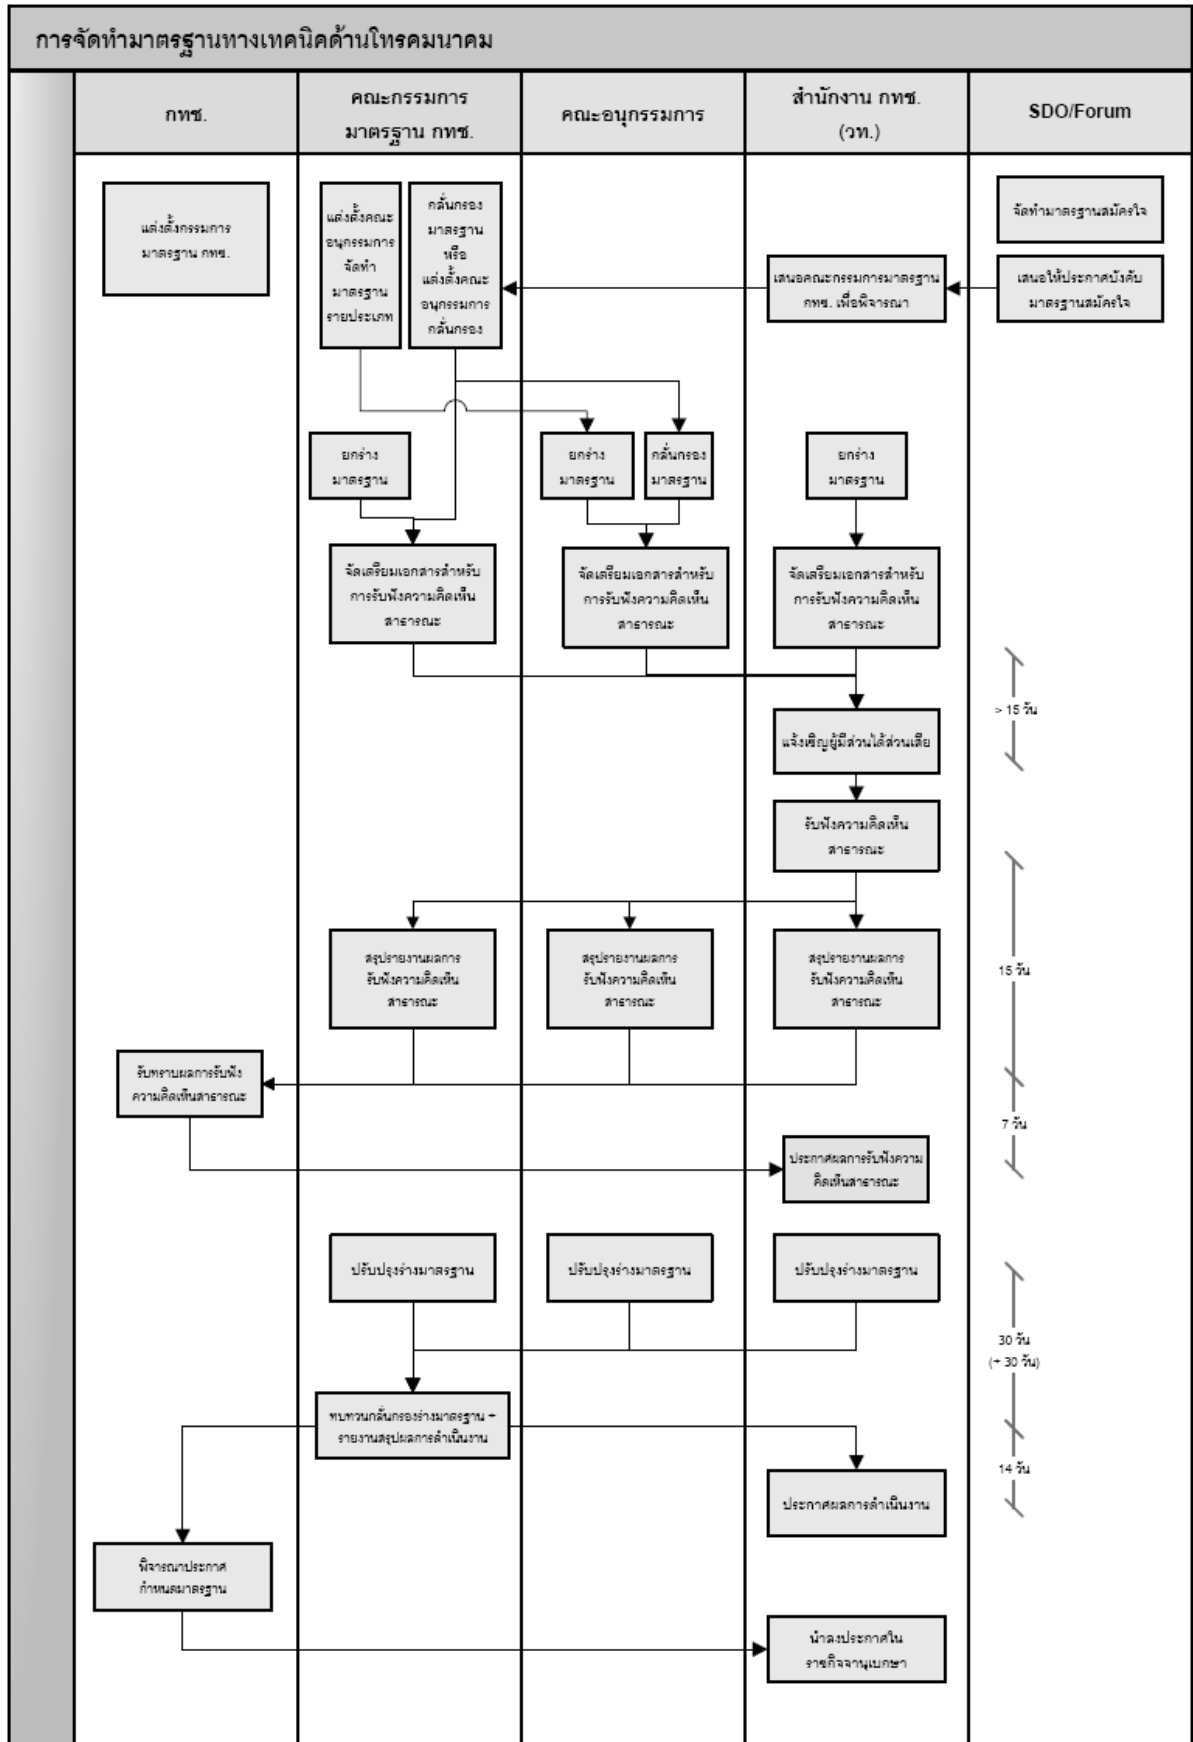 การจัดทำมาตรฐานทางเทคนิคด้านโทรคมนาคม
กทช.
คณะกรรมการ
มาตรฐาน กทช.
คณะอนุกรรมการ
สำนักงาน กทช.
(วท.)
SDO/Forum
แต่งตั้งกรรมการ
มาตรฐาน กทช.
แต่งตั้งคณะ
อนุกรรมการ
จัดทำ
มาตรฐาน
รายประเภท
กลั่นกรอง
มาตรฐาน
หรือ
แต่งตั้งคณะ
อนุกรรมการ
กลั่นกรอง
เสนอคณะกรรมการมาตรฐาน
กทช. เพื่อพิจารณา
จัดทำมาตรฐานสมัครใจ
เสนอให้ประกาศบังคับ
มาตรฐานสมัครใจ
ยกร่าง
มาตรฐาน
ยกร่าง
มาตรฐาน
กลั่นกรอง
มาตรฐาน
ยกร่าง
มาตรฐาน
จัดเตรียมเอกสารสำหรับ
การรับฟังความคิดเห็น
สาธารณะ
จัดเตรียมเอกสารสำหรับ
การรับฟังความคิดเห็น
สาธารณะ
จัดเตรียมเอกสารสำหรับ
การรับฟังความคิดเห็น
สาธารณะ
> 15 วัน
แจ้งเชิญผู้มีส่วนได้ส่วนเสีย
รับฟังความคิดเห็น
สาธารณะ
สรุปรายงานผลการ
รับฟังความคิดเห็น
สาธารณะ
สรุปรายงานผลการ
รับฟังความคิดเห็น
สาธารณะ
สรุปรายงานผลการ
รับฟังความคิดเห็น
สาธารณะ
15 วัน
รับทราบผลการรับฟัง
ความคิดเห็นสาธารณะ
7 วัน
ประกาศผลการรับฟังความ
คิดเห็นสาธารณะ
ปรับปรุงร่างมาตรฐาน
ปรับปรุงร่างมาตรฐาน
ปรับปรุงร่างมาตรฐาน
30 วัน
(+ 30 วัน)
ทบทวนกลั่นกรองร่างมาตรฐาน +
รายงานสรุปผลการดำเนินงาน
14 วัน
ประกาศผลการดำเนินงาน
พิจารณาประกาศ
กำหนดมาตรฐาน
นำลงประกาศใน
ราชกิจจานุเบกษา